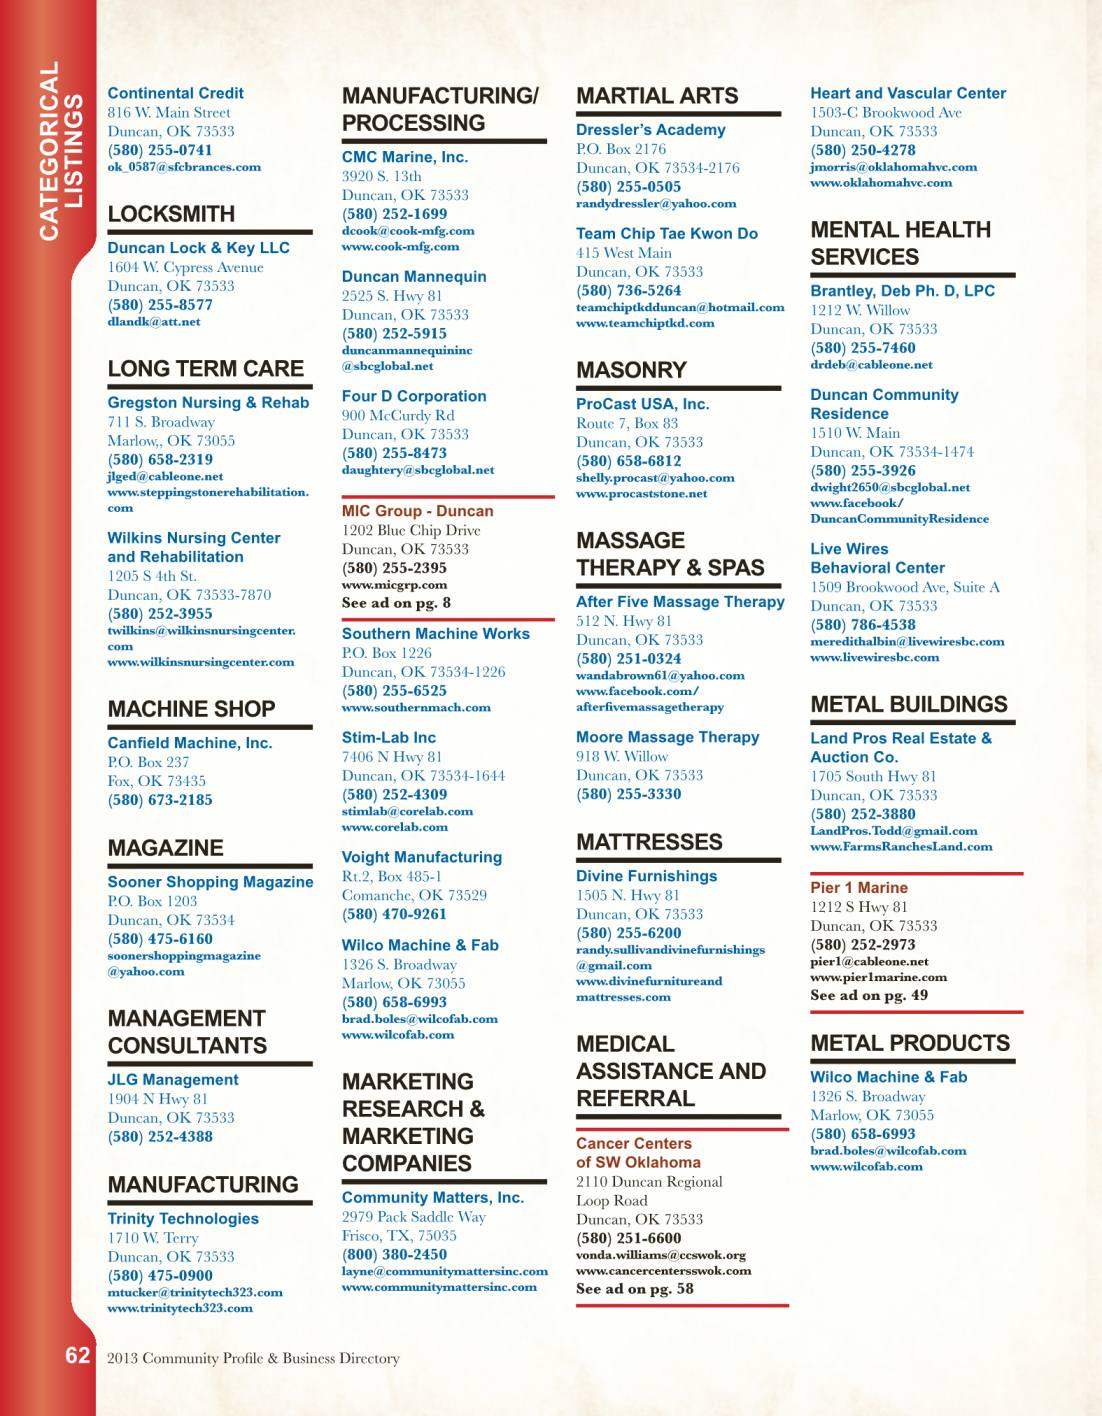 CATEGORICAL
LISTINGS
Continental Credit
816 W. Main Street
Duncan, OK 73533
(580) 255-0741
ok_0587@sfcbrances.com
LOCKSMITH
Duncan Lock & Key LLC
1604 W. Cypress Avenue
Duncan, OK 73533
(580) 255-8577
dlandk@att.net
LONG TERM CARE
Gregston Nursing & Rehab
711 S. Broadway
Marlow,, OK 73055
(580) 658-2319
jlged@cableone.net
www.steppingstonerehabilitation.
com
Wilkins Nursing Center
and Rehabilitation
1205 S 4th St.
Duncan, OK 73533-7870
(580) 252-3955
twilkins@wilkinsnursingcenter.
com
www.wilkinsnursingcenter.com
MACHINE SHOP
Canfield Machine, Inc.
P.O. Box 237
Fox, OK 73435
(580) 673-2185
MAGAZINE
Sooner Shopping Magazine
P.O. Box 1203
Duncan, OK 73534
(580) 475-6160
soonershoppingmagazine
@yahoo.com
MANAGEMENT
CONSULTANTS
JLG Management
1904 N Hwy 81
Duncan, OK 73533
(580) 252-4388
MANUFACTURING
Trinity Technologies
1710 W. Terry
Duncan, OK 73533
(580) 475-0900
mtucker@trinitytech323.com
www.trinitytech323.com
MANUFACTURING/
PROCESSING
CMC Marine, Inc.
3920 S. 13th
Duncan, OK 73533
(580) 252-1699
dcook@cook-mfg.com
www.cook-mfg.com
Duncan Mannequin
2525 S. Hwy 81
Duncan, OK 73533
(580) 252-5915
duncanmannequininc
@sbcglobal.net
Four D Corporation
900 McCurdy Rd
Duncan, OK 73533
(580) 255-8473
daughtery@sbcglobal.net
MIC Group - Duncan
1202 Blue Chip Drive
Duncan, OK 73533
(580) 255-2395
www.micgrp.com
See ad on pg. 8
Southern Machine Works
P.O. Box 1226
Duncan, OK 73534-1226
(580) 255-6525
www.southernmach.com
Stim-Lab Inc
7406 N Hwy 81
Duncan, OK 73534-1644
(580) 252-4309
stimlab@corelab.com
www.corelab.com
Voight Manufacturing
Rt.2, Box 485-1
Comanche, OK 73529
(580) 470-9261
Wilco Machine & Fab
1326 S. Broadway
Marlow, OK 73055
(580) 658-6993
brad.boles@wilcofab.com
www.wilcofab.com
MARKETING
RESEARCH &
MARKETING
COMPANIES
Community Matters, Inc.
2979 Pack Saddle Way
Frisco, TX, 75035
(800) 380-2450
layne@communitymattersinc.com
www.communitymattersinc.com
MARTIAL ARTS
Dressler's Academy
P.O. Box 2176
Duncan, OK 73534-2176
(580) 255-0505
randydressler@yahoo.com
Team Chip Tae Kwon Do
415 West Main
Duncan, OK 73533
(580) 736-5264
teamchiptkdduncan@hotmail.com
www.teamchiptkd.com
MASONRY
ProCast USA, Inc.
Route 7, Box 83
Duncan, OK 73533
(580) 658-6812
shelly.procast@yahoo.com
www.procaststone.net
MASSAGE
THERAPY & SPAS
After Five Massage Therapy
512 N. Hwy 81
Duncan, OK 73533
(580) 251-0324
wandabrown61@yahoo.com
www.facebook.com/
afterfivemassagetherapy
Moore Massage Therapy
918 W. Willow
Duncan, OK 73533
(580) 255-3330
MATTRESSES
Divine Furnishings
1505 N. Hwy 81
Duncan, OK 73533
(580) 255-6200
randy.sullivandivinefurnishings
@gmail.com
www.divinefurnitureand
mattresses.com
MEDICAL
ASSISTANCE AND
REFERRAL
Cancer Centers
of SW Oklahoma
2110 Duncan Regional
Loop Road
Duncan, OK 73533
(580) 251-6600
vonda.williams@ccswok.org
www.cancercentersswok.com
See ad on pg. 58
Heart and Vascular Center
1503-C Brookwood Ave
Duncan, OK 73533
(580) 250-4278
jmorris@oklahomahvc.com
www.oklahomahvc.com
MENTAL HEALTH
SERVICES
Brantley, Deb Ph. D, LPC
1212 W. Willow
Duncan, OK 73533
(580) 255-7460
drdeb@cableone.net
Duncan Community
Residence
1510 W. Main
Duncan, OK 73534-1474
(580) 255-3926
dwight2650@sbcglobal.net
www.facebook/
DuncanCommunityResidence
Live Wires
Behavioral Center
1509 Brookwood Ave, Suite A
Duncan, OK 73533
(580) 786-4538
meredithalbin@livewiresbc.com
www.livewiresbc.com
METAL BUILDINGS
Land Pros Real Estate &
Auction Co.
1705 South Hwy 81
Duncan, OK 73533
(580) 252-3880
LandPros.Todd@gmail.com
www.FarmsRanchesLand.com
Pier 1 Marine
1212 S Hwy 81
Duncan, OK 73533
(580) 252-2973
pier1@cableone.net
www.pier1marine.com
See ad on pg. 49
METAL PRODUCTS
Wilco Machine & Fab
1326 S. Broadway
Marlow, OK 73055
(580) 658-6993
brad.boles@wilcofab.com
www.wilcofab.com
62 2013 Community Profile & Business Directory